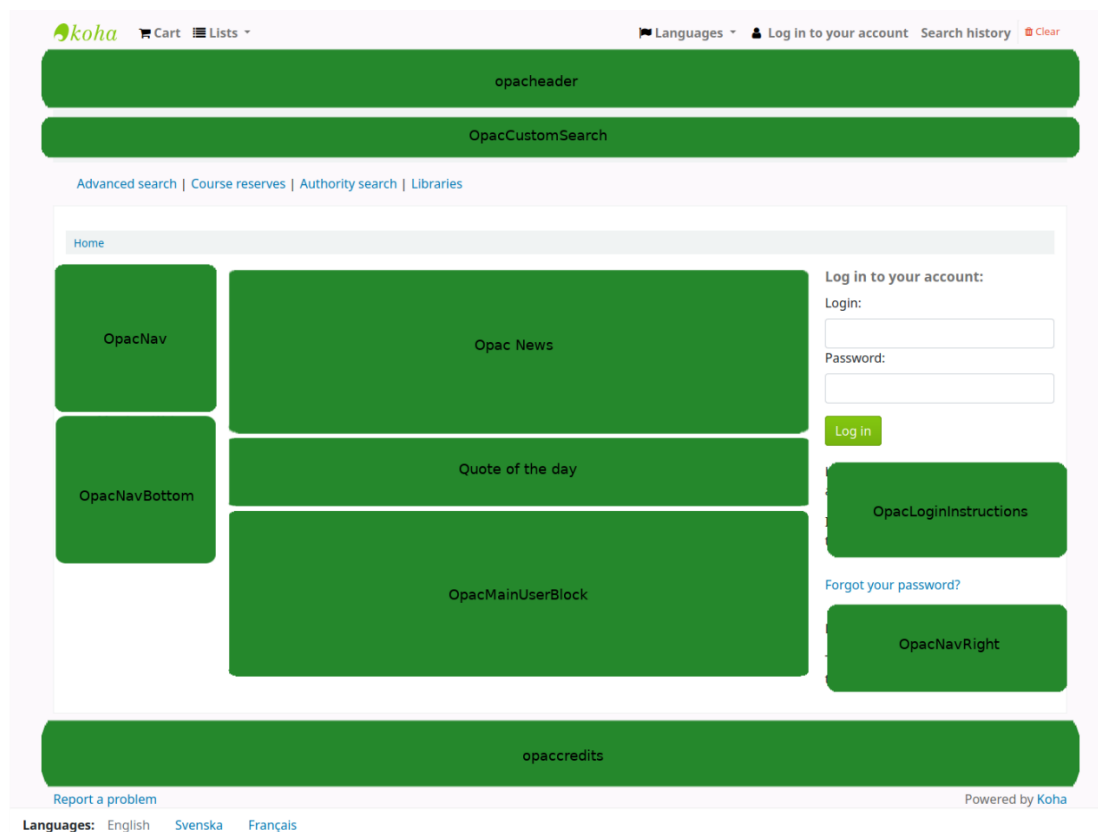 koha Cart Lists Languages Log in to your account Search history Clear
opacheader
OpacCustomSearch
Advanced search | Course reserves | Authority search | Libraries
Home
OpacNav
OpacNavBottom
Opac News
Quote of the day
OpacMainUserBlock
Log in to your account:
Login:
Password:
Log in
OpacLoginInstructions
Forgot your password?
OpacNavRight
opaccredits
Report a problem Powered by Koha
Languages: English Svenska Français